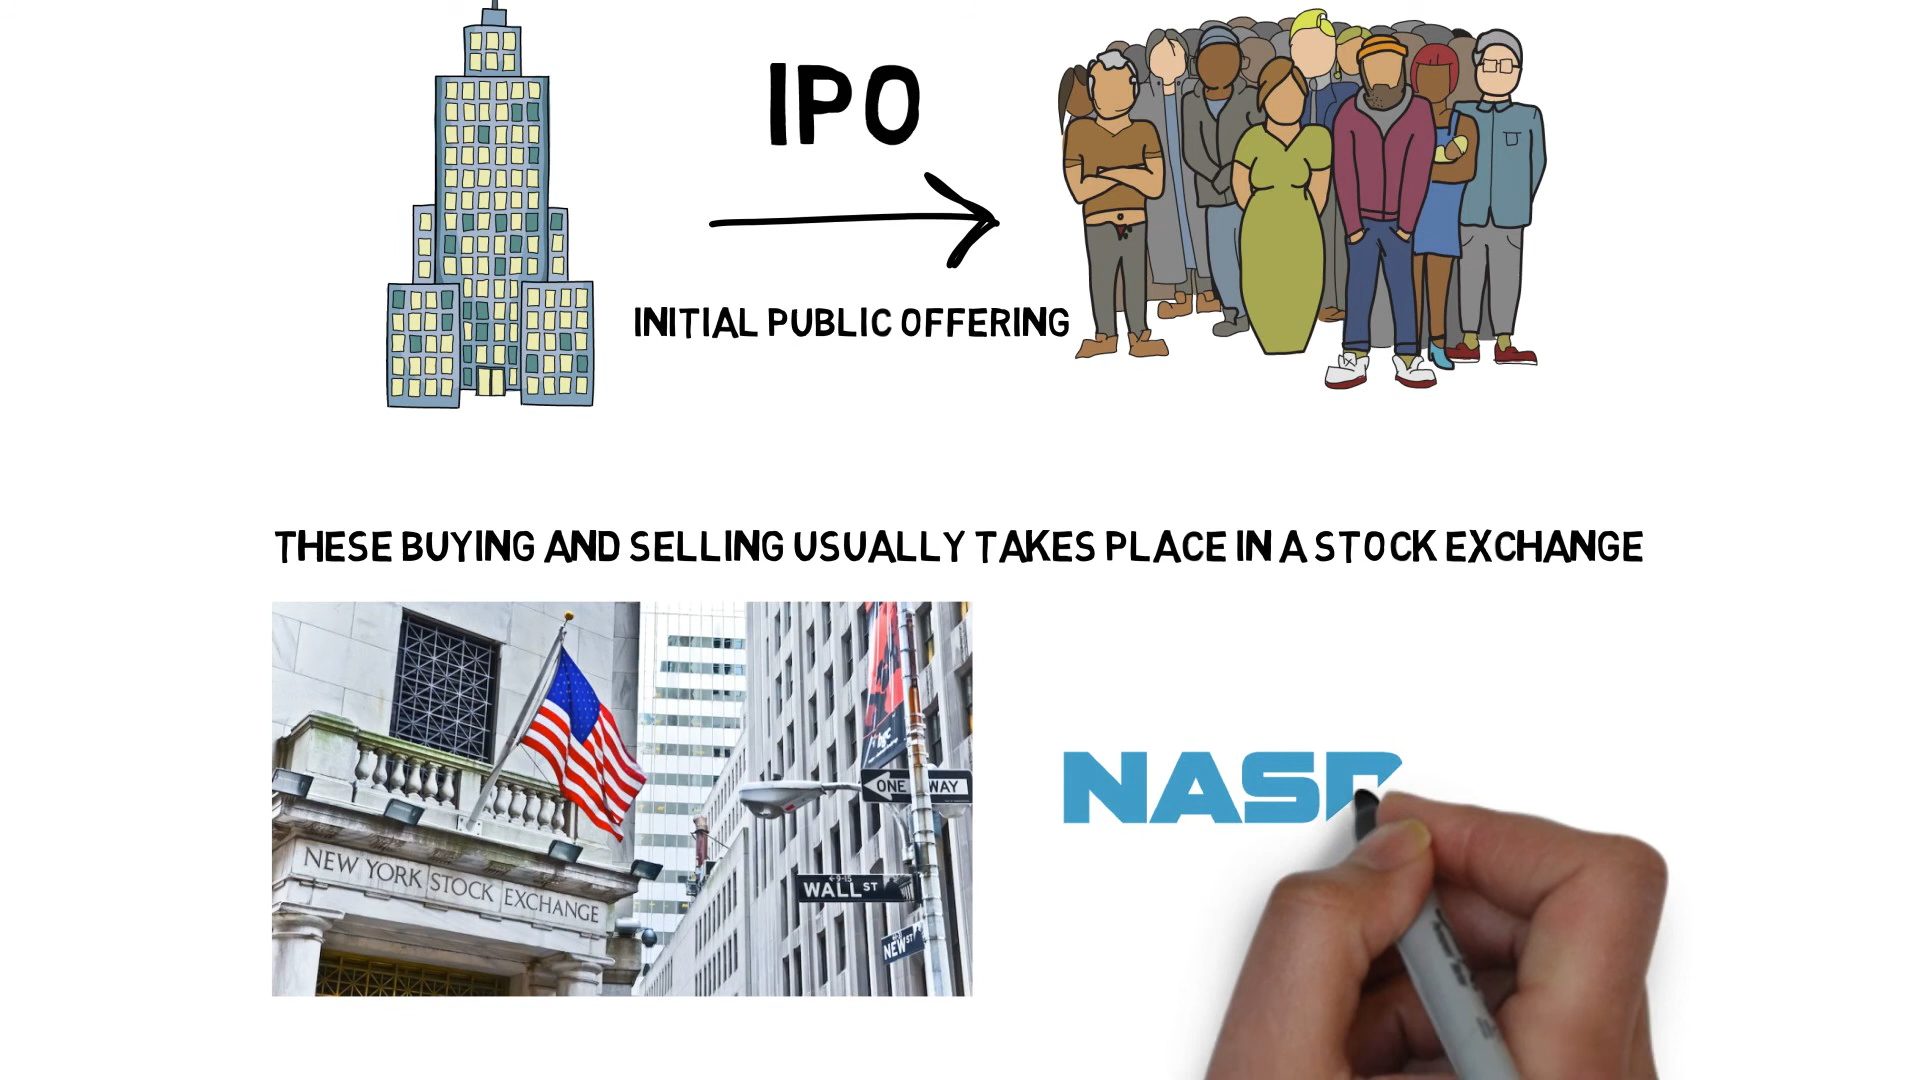 IPO
INITIAL PUBLIC OFFERING
THESE BUYING AND SELLING USUALLY TAKES PLACE IN A STOCK EXCHANGE
ONE WAY
WALL ST
NEW ST
NEW YORK STOCK EXCHANGE
NASD